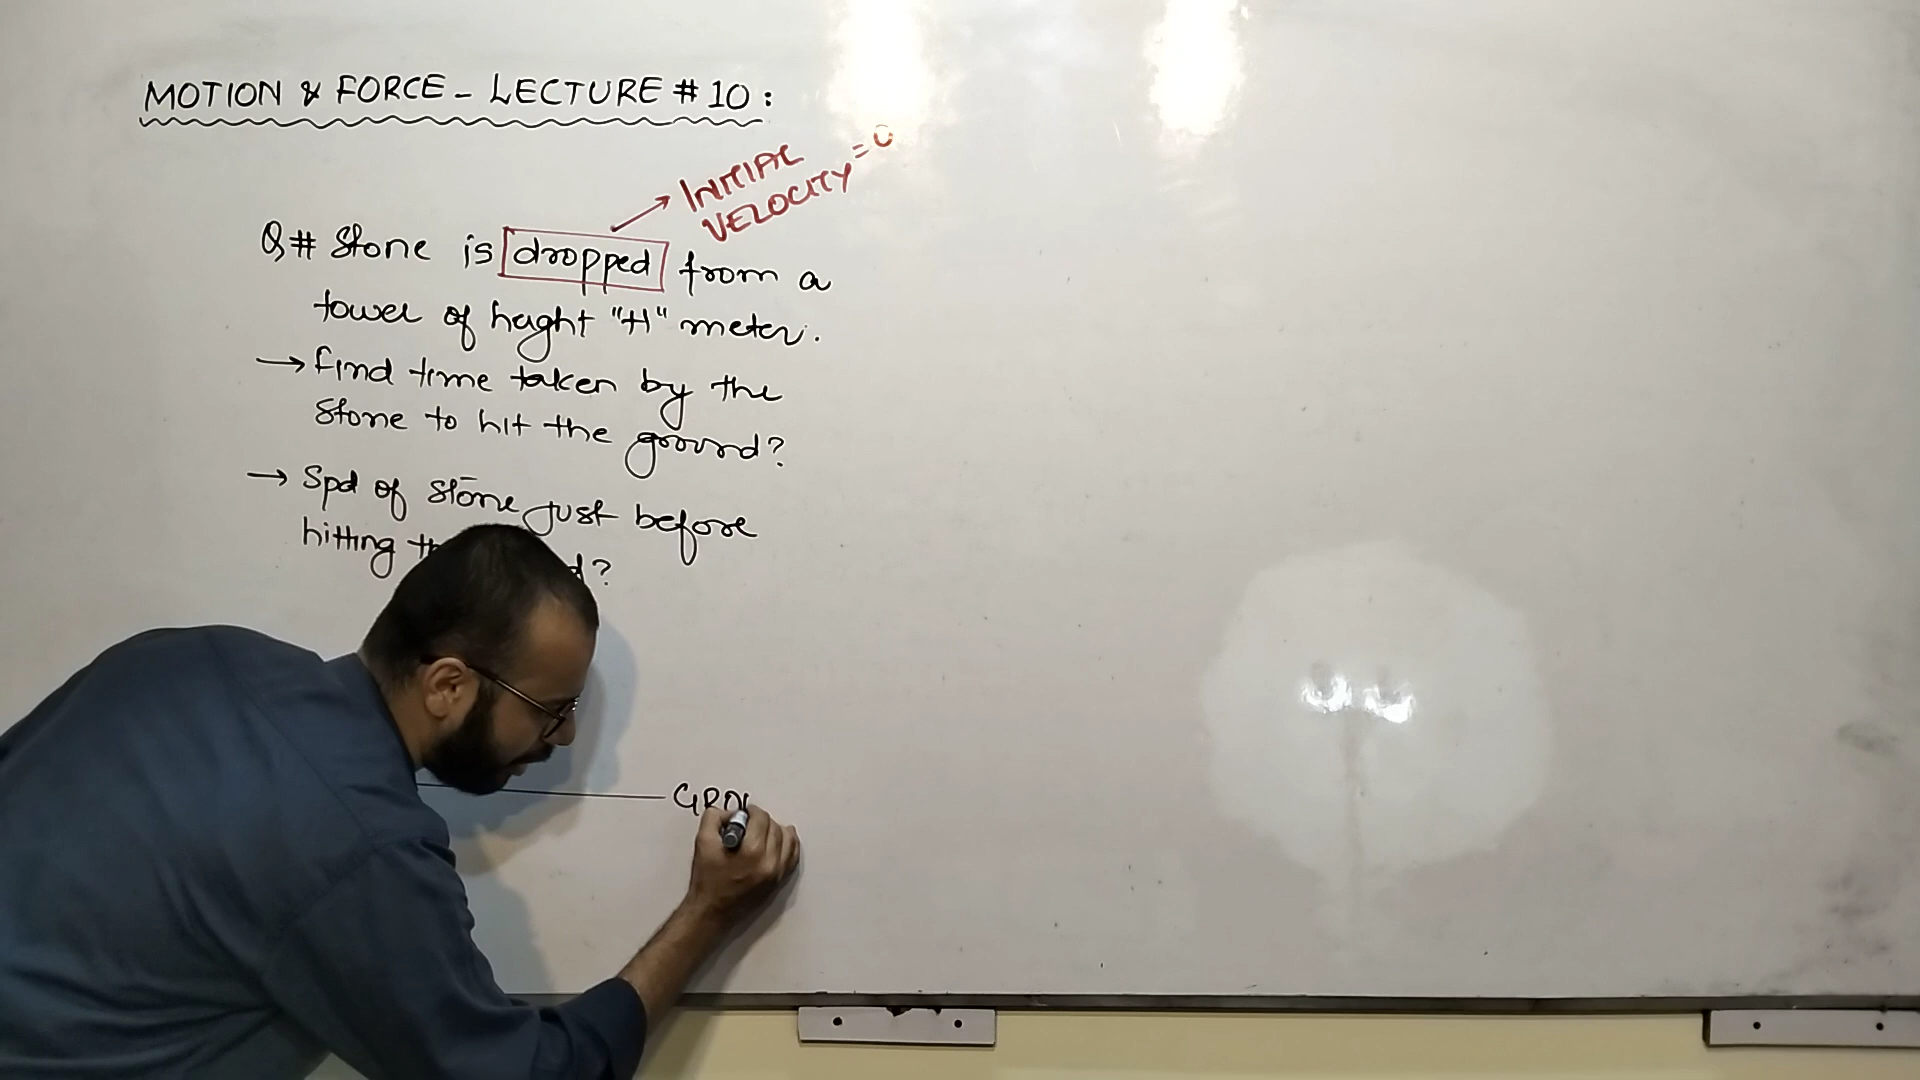 MOTION & FORCE - LECTURE # 10 :
INITIAL
VELOCITY = 0
Q# Stone is dropped from a
tower of height "H" meter.
→ Find time taken by the
stone to hit the ground?
→ Spd of stone just before
hitting